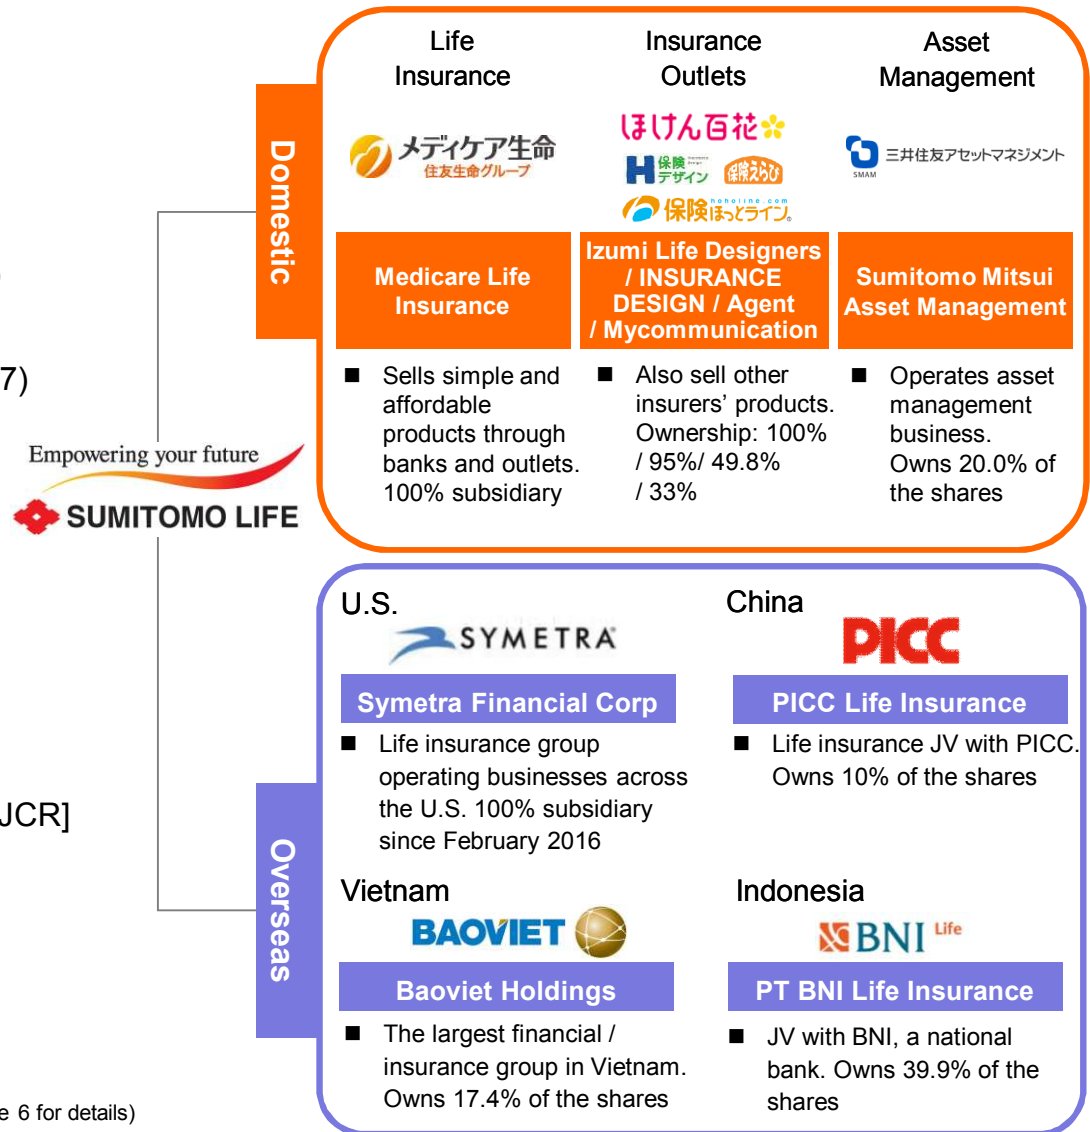 7)
JCR]
e 6 for details)
Empowering your future
SUMITOMO LIFE
Domestic
Life
Insurance
メディケア生命
住友生命グループ
Medicare Life
Insurance
■ Sells simple and
affordable
products through
banks and outlets.
100% subsidiary
Insurance
Outlets
ほけん百花
保険
デザイン
保険えらび
hoholine.com
保険ほっとライン。
Izumi Life Designers
/ INSURANCE
DESIGN / Agent
/ Mycommunication
■ Also sell other
insurers’ products.
Ownership: 100%
/ 95%/ 49.8%
/ 33%
Asset
Management
SMAM
三井住友アセットマネジメント
Sumitomo Mitsui
Asset Management
■ Operates asset
management
business.
Owns 20.0% of
the shares
Overseas
U.S.
SYMETRA
Symetra Financial Corp
■ Life insurance group
operating businesses across
the U.S. 100% subsidiary
since February 2016
China
PICC
PICC Life Insurance
■ Life insurance JV with PICC.
Owns 10% of the shares
Vietnam
BAOVIET
Baoviet Holdings
■ The largest financial /
insurance group in Vietnam.
Owns 17.4% of the shares
Indonesia
BNI Life
PT BNI Life Insurance
■ JV with BNI, a national
bank. Owns 39.9% of the
shares